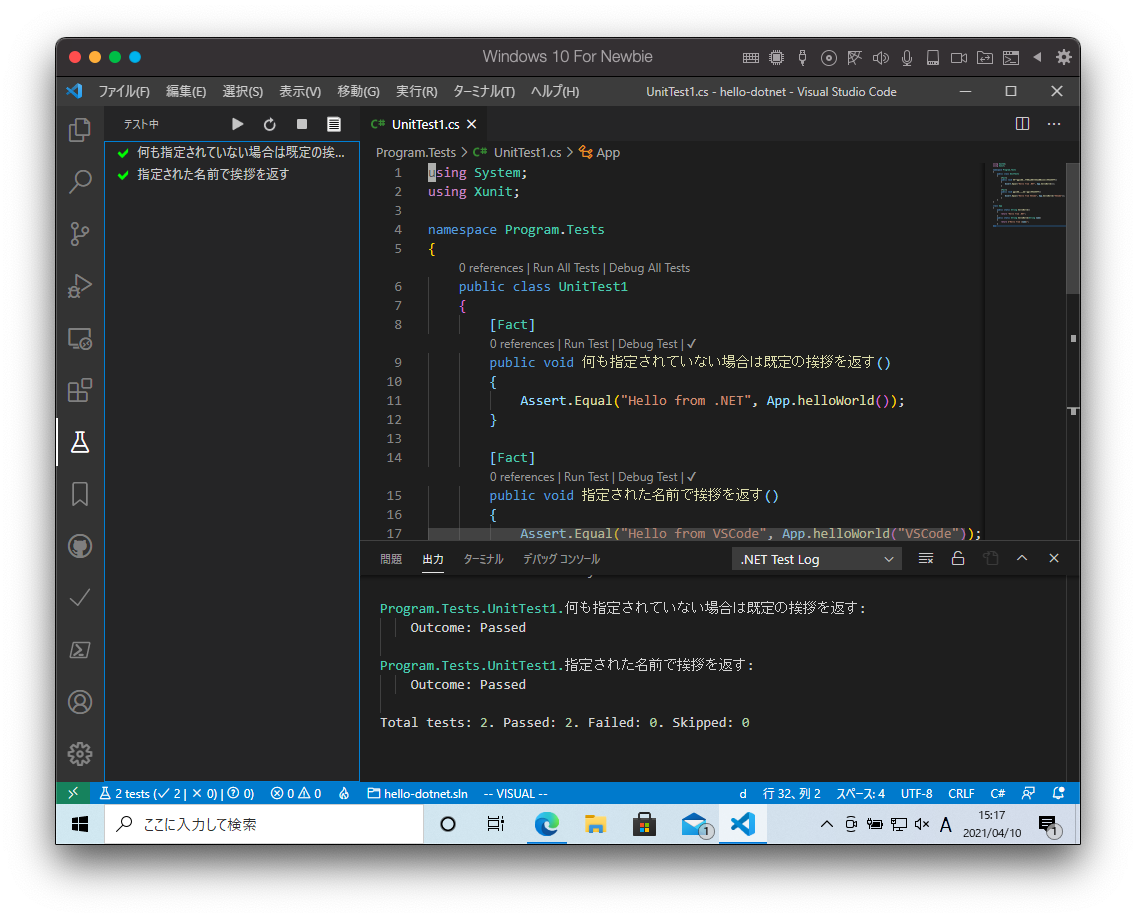 Windows 10 For Newbie
ファイル(F) 編集(E) 選択(S) 表示(V) 移動(G) 実行(R) ターミナル(T) ヘルプ(H) UnitTest1.cs - hello-dotnet - Visual Studio Code
テスト中
何も指定されていない場合は既定の挨...
指定された名前で挨拶を返す
C# UnitTest1.cs
Program.Tests > C# UnitTest1.cs > App
1 using System;
2 using Xunit;
3
4 namespace Program.Tests
5 {
0 references | Run All Tests | Debug All Tests
6 public class UnitTest1
7 {
8 [Fact]
0 references | Run Test | Debug Test | ✓
9 public void 何も指定されていない場合は既定の挨拶を返す()
10 {
11 Assert.Equal("Hello from .NET", App.helloWorld());
12 }
13
14 [Fact]
0 references | Run Test | Debug Test | ✓
15 public void 指定された名前で挨拶を返す()
16 {
17 Assert.Equal("Hello from VSCode", App.helloWorld("VSCode"));
問題 出力 ターミナル デバッグ コンソール .NET Test Log
Program.Tests.UnitTest1.何も指定されていない場合は既定の挨拶を返す:
Outcome: Passed
Program.Tests.UnitTest1.指定された名前で挨拶を返す:
Outcome: Passed
Total tests: 2. Passed: 2. Failed: 0. Skipped: 0
2 tests (✓ 2 | × 0) | ? 0) 0 0 hello-dotnet.sln -- VISUAL -- d 行 32、列 2 スペース: 4 UTF-8 CRLF C#
ここに入力して検索
1
A
15:17
2021/04/10
1